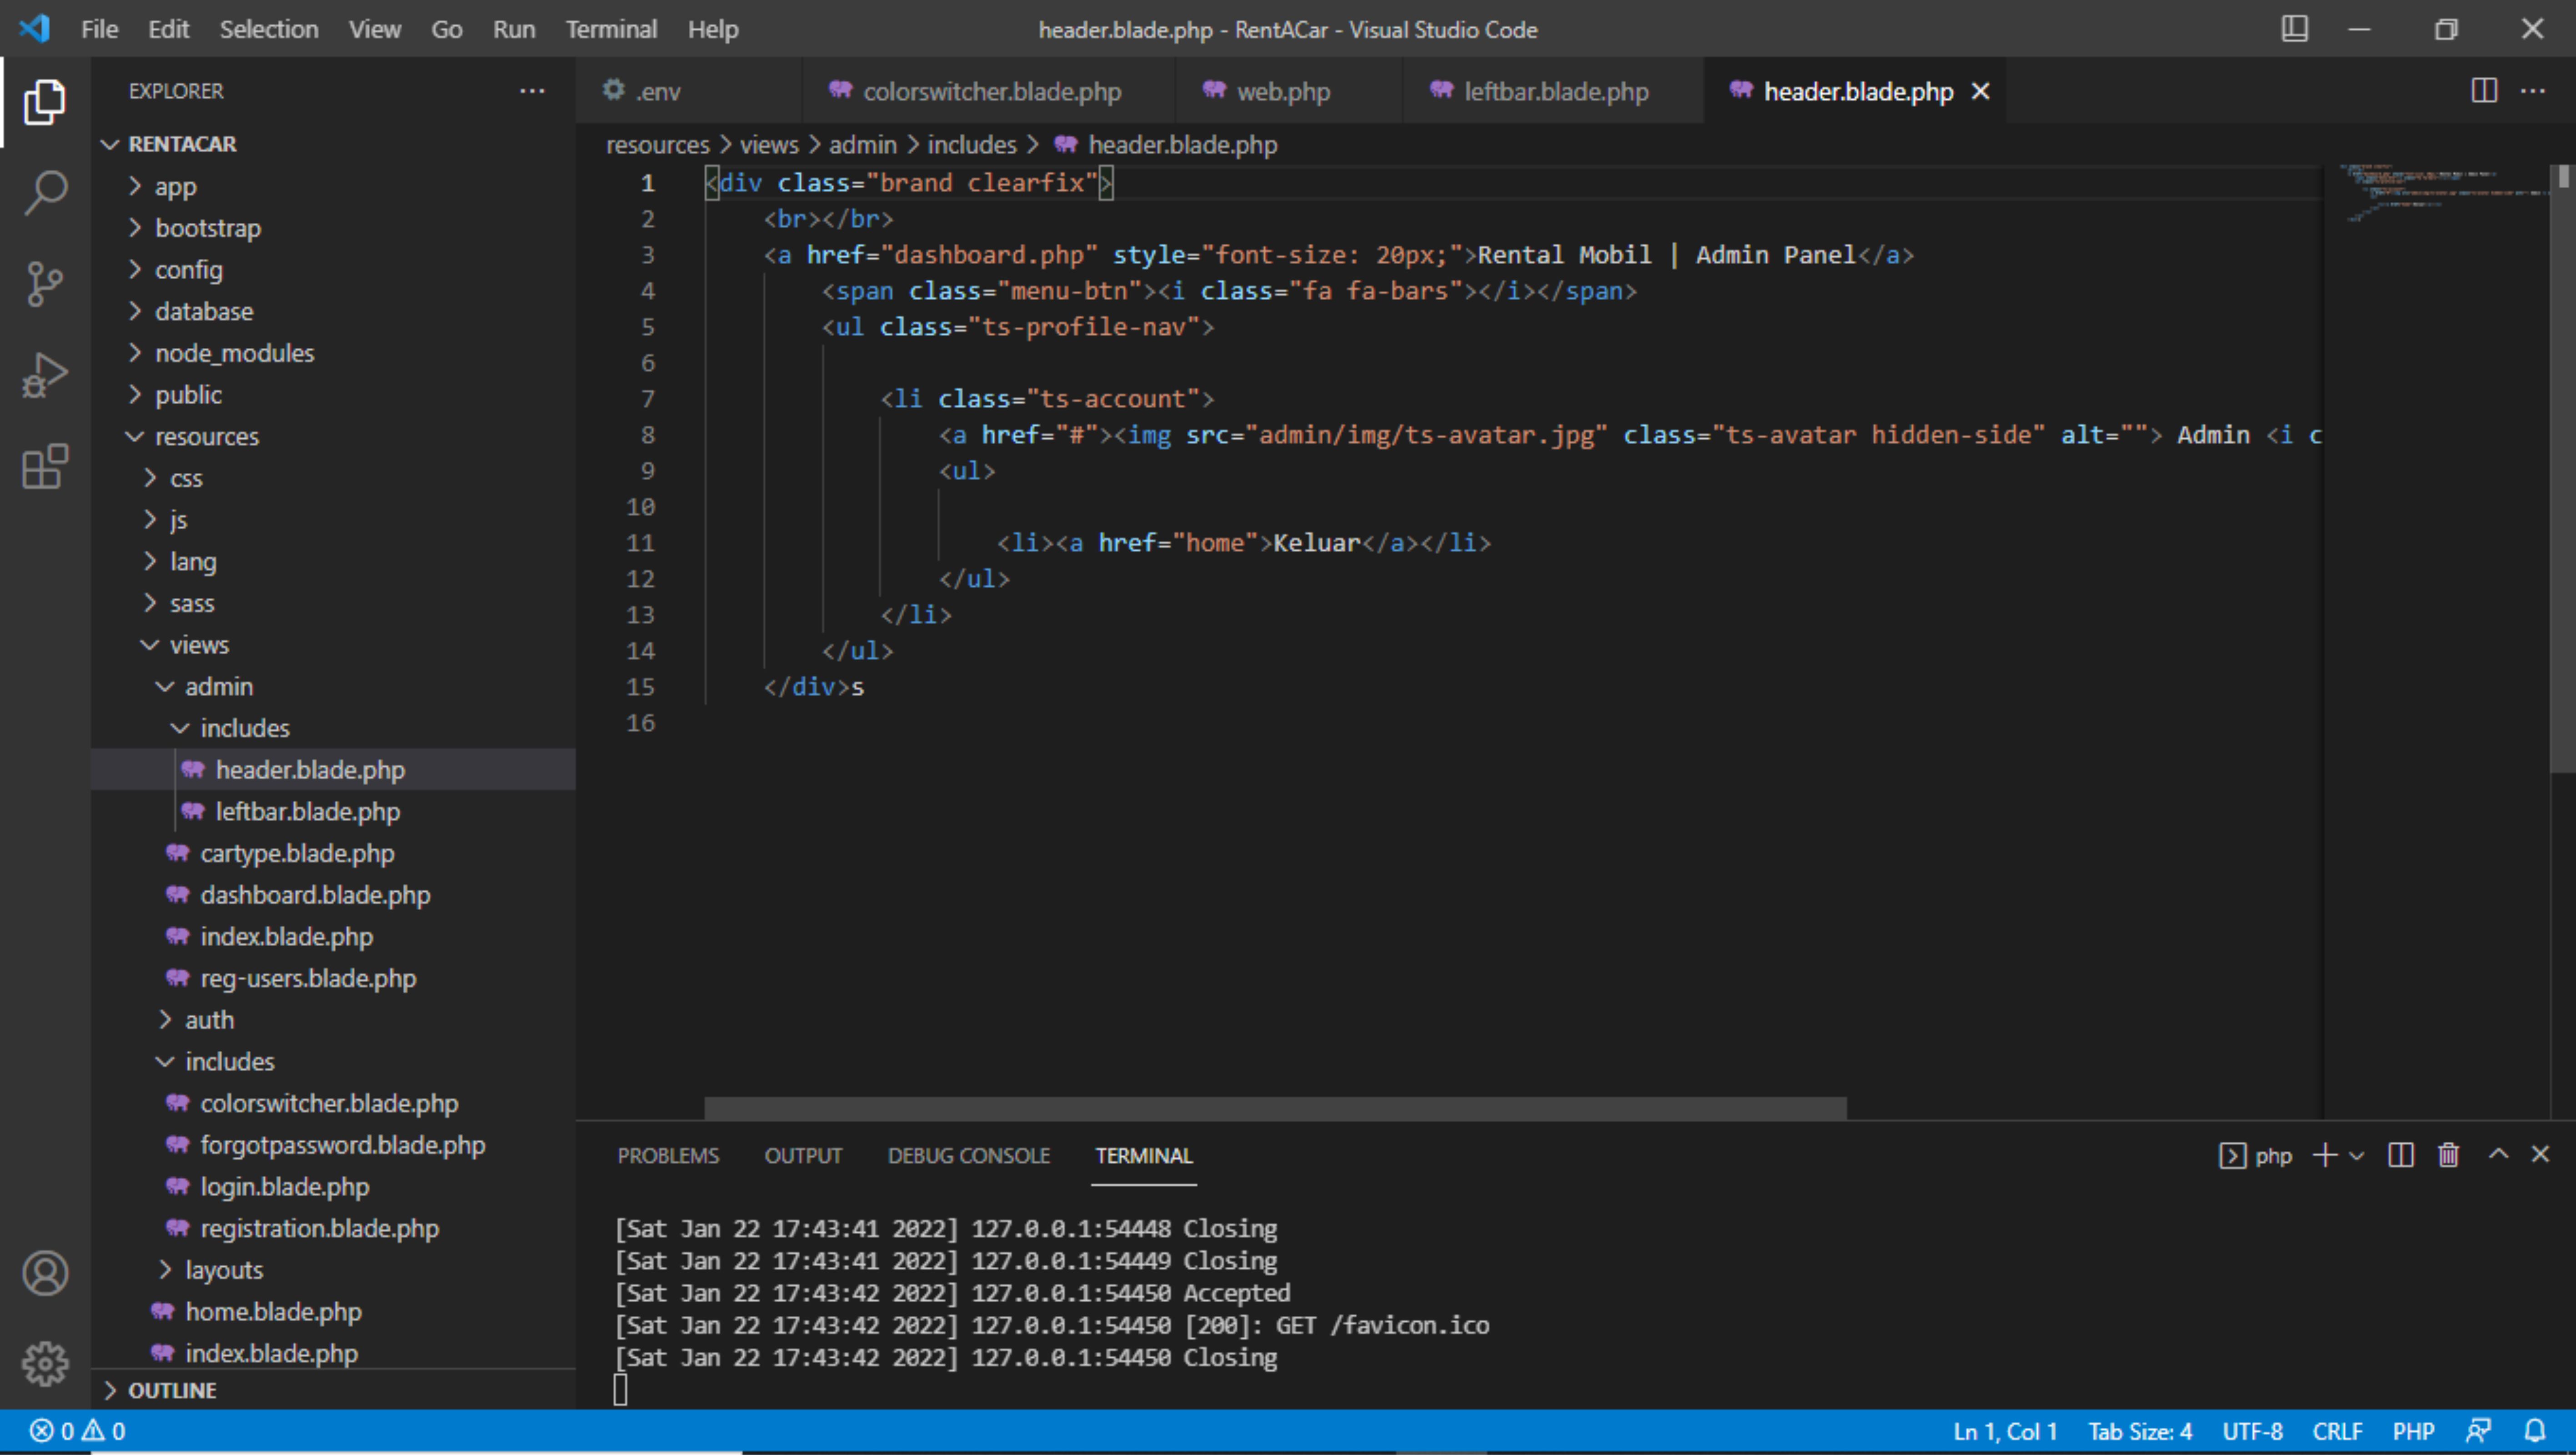 File Edit Selection View Go Run Terminal Help
header.blade.php - RentACar - Visual Studio Code
EXPLORER
RENTACAR
app
bootstrap
config
database
node_modules
public
resources
css
js
lang
sass
views
admin
includes
header.blade.php
leftbar.blade.php
cartype.blade.php
dashboard.blade.php
index.blade.php
reg-users.blade.php
auth
includes
colorswitcher.blade.php
forgotpassword.blade.php
login.blade.php
registration.blade.php
layouts
home.blade.php
index.blade.php
OUTLINE
.env colorswitcher.blade.php web.php leftbar.blade.php header.blade.php
resources > views > admin > includes > header.blade.php
1 <div class="brand clearfix">
2 <br></br>
3 <a href="dashboard.php" style="font-size: 20px;">Rental Mobil | Admin Panel</a>
4 <span class="menu-btn"><i class="fa fa-bars"></i></span>
5 <ul class="ts-profile-nav">
6
7 <li class="ts-account">
8 <a href="#"><img src="admin/img/ts-avatar.jpg" class="ts-avatar hidden-side" alt=""> Admin <i c
9 <ul>
10
11 <li><a href="home">Keluar</a></li>
12 </ul>
13 </li>
14 </ul>
15 </div>s
16
PROBLEMS OUTPUT DEBUG CONSOLE TERMINAL
php
[Sat Jan 22 17:43:41 2022] 127.0.0.1:54448 Closing
[Sat Jan 22 17:43:41 2022] 127.0.0.1:54449 Closing
[Sat Jan 22 17:43:42 2022] 127.0.0.1:54450 Accepted
[Sat Jan 22 17:43:42 2022] 127.0.0.1:54450 [200]: GET /favicon.ico
[Sat Jan 22 17:43:42 2022] 127.0.0.1:54450 Closing
0 0
Ln 1, Col 1 Tab Size: 4 UTF-8 CRLF PHP